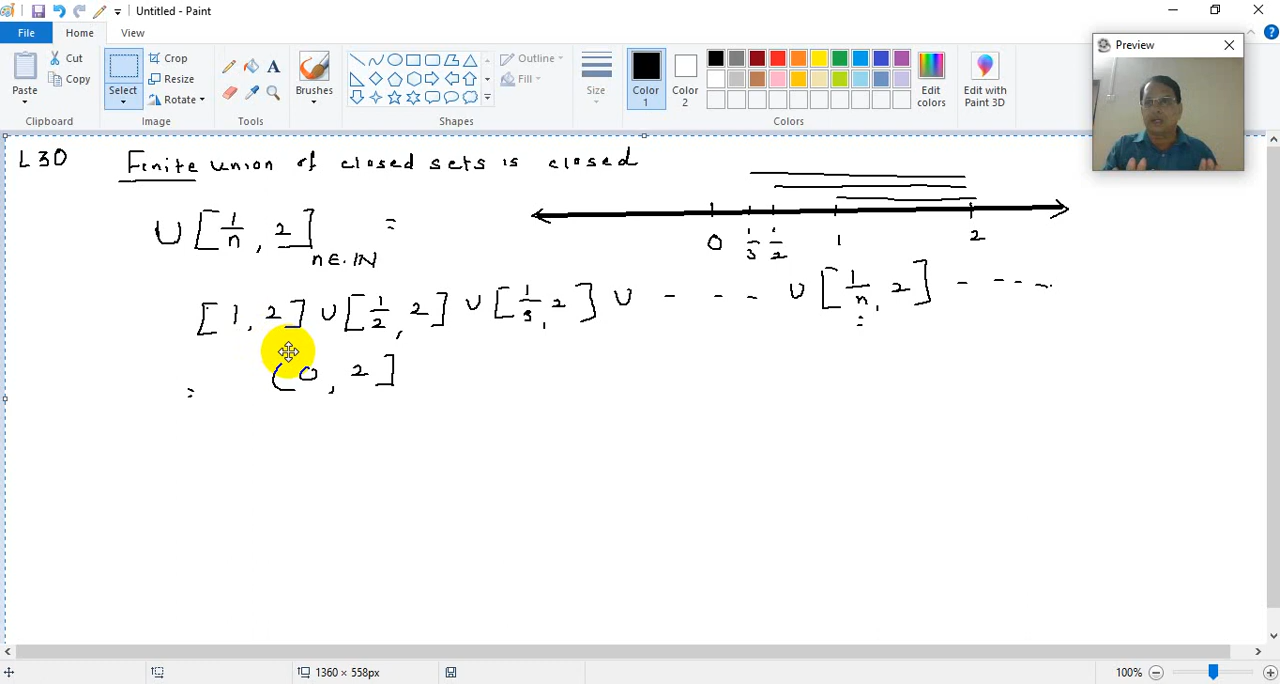 Untitled - Paint
File Home View
Paste
Cut
Copy
Clipboard
Select
Crop
Resize
Rotate
Image
Tools
Brushes
Shapes
Outline
Fill
Size
Color 1
Color 2
Edit colors
Edit with Paint 3D
Colors
Preview
L30 Finite union of closed sets is closed
∪ [1/n, 2] n∈IN =
0 1/3 1/2 1 2
[1, 2] ∪ [1/2, 2] ∪ [1/3, 2] ∪ - - - ∪ [1/n, 2] - - - -
= (0, 2]
1360 × 558px
100%